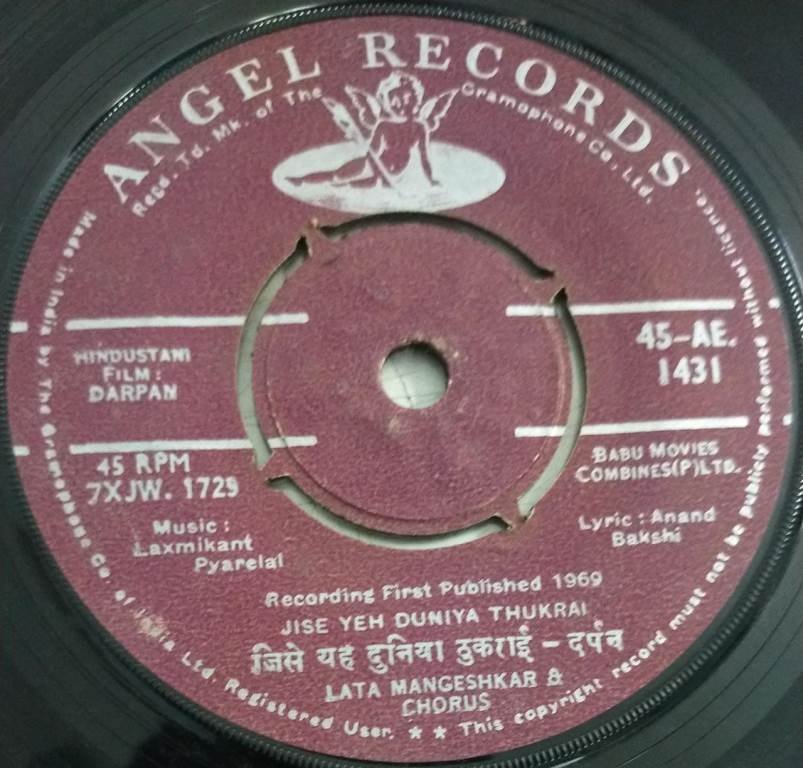 ANGEL RECORDS
Regd. Td. Mk. of The Gramophone Co. Ltd.
HINDUSTANI
FILM :
DARPAN
45-AE.
1431
45 RPM
7XJW. 1729
BABU MOVIES
COMBINES(P)LTD.
Music :
Laxmikant
Pyarelal
Lyric : Anand
Bakshi
Recording First Published 1969
JISE YEH DUNIYA THUKRAI
जिसे यह दुनिया ठुकराई - दर्पन
LATA MANGESHKAR &
CHORUS
Made in India by The Gramophone Co. of India Ltd. Registered User. ★ ★ This copyright record must not be publicly performed without licence.